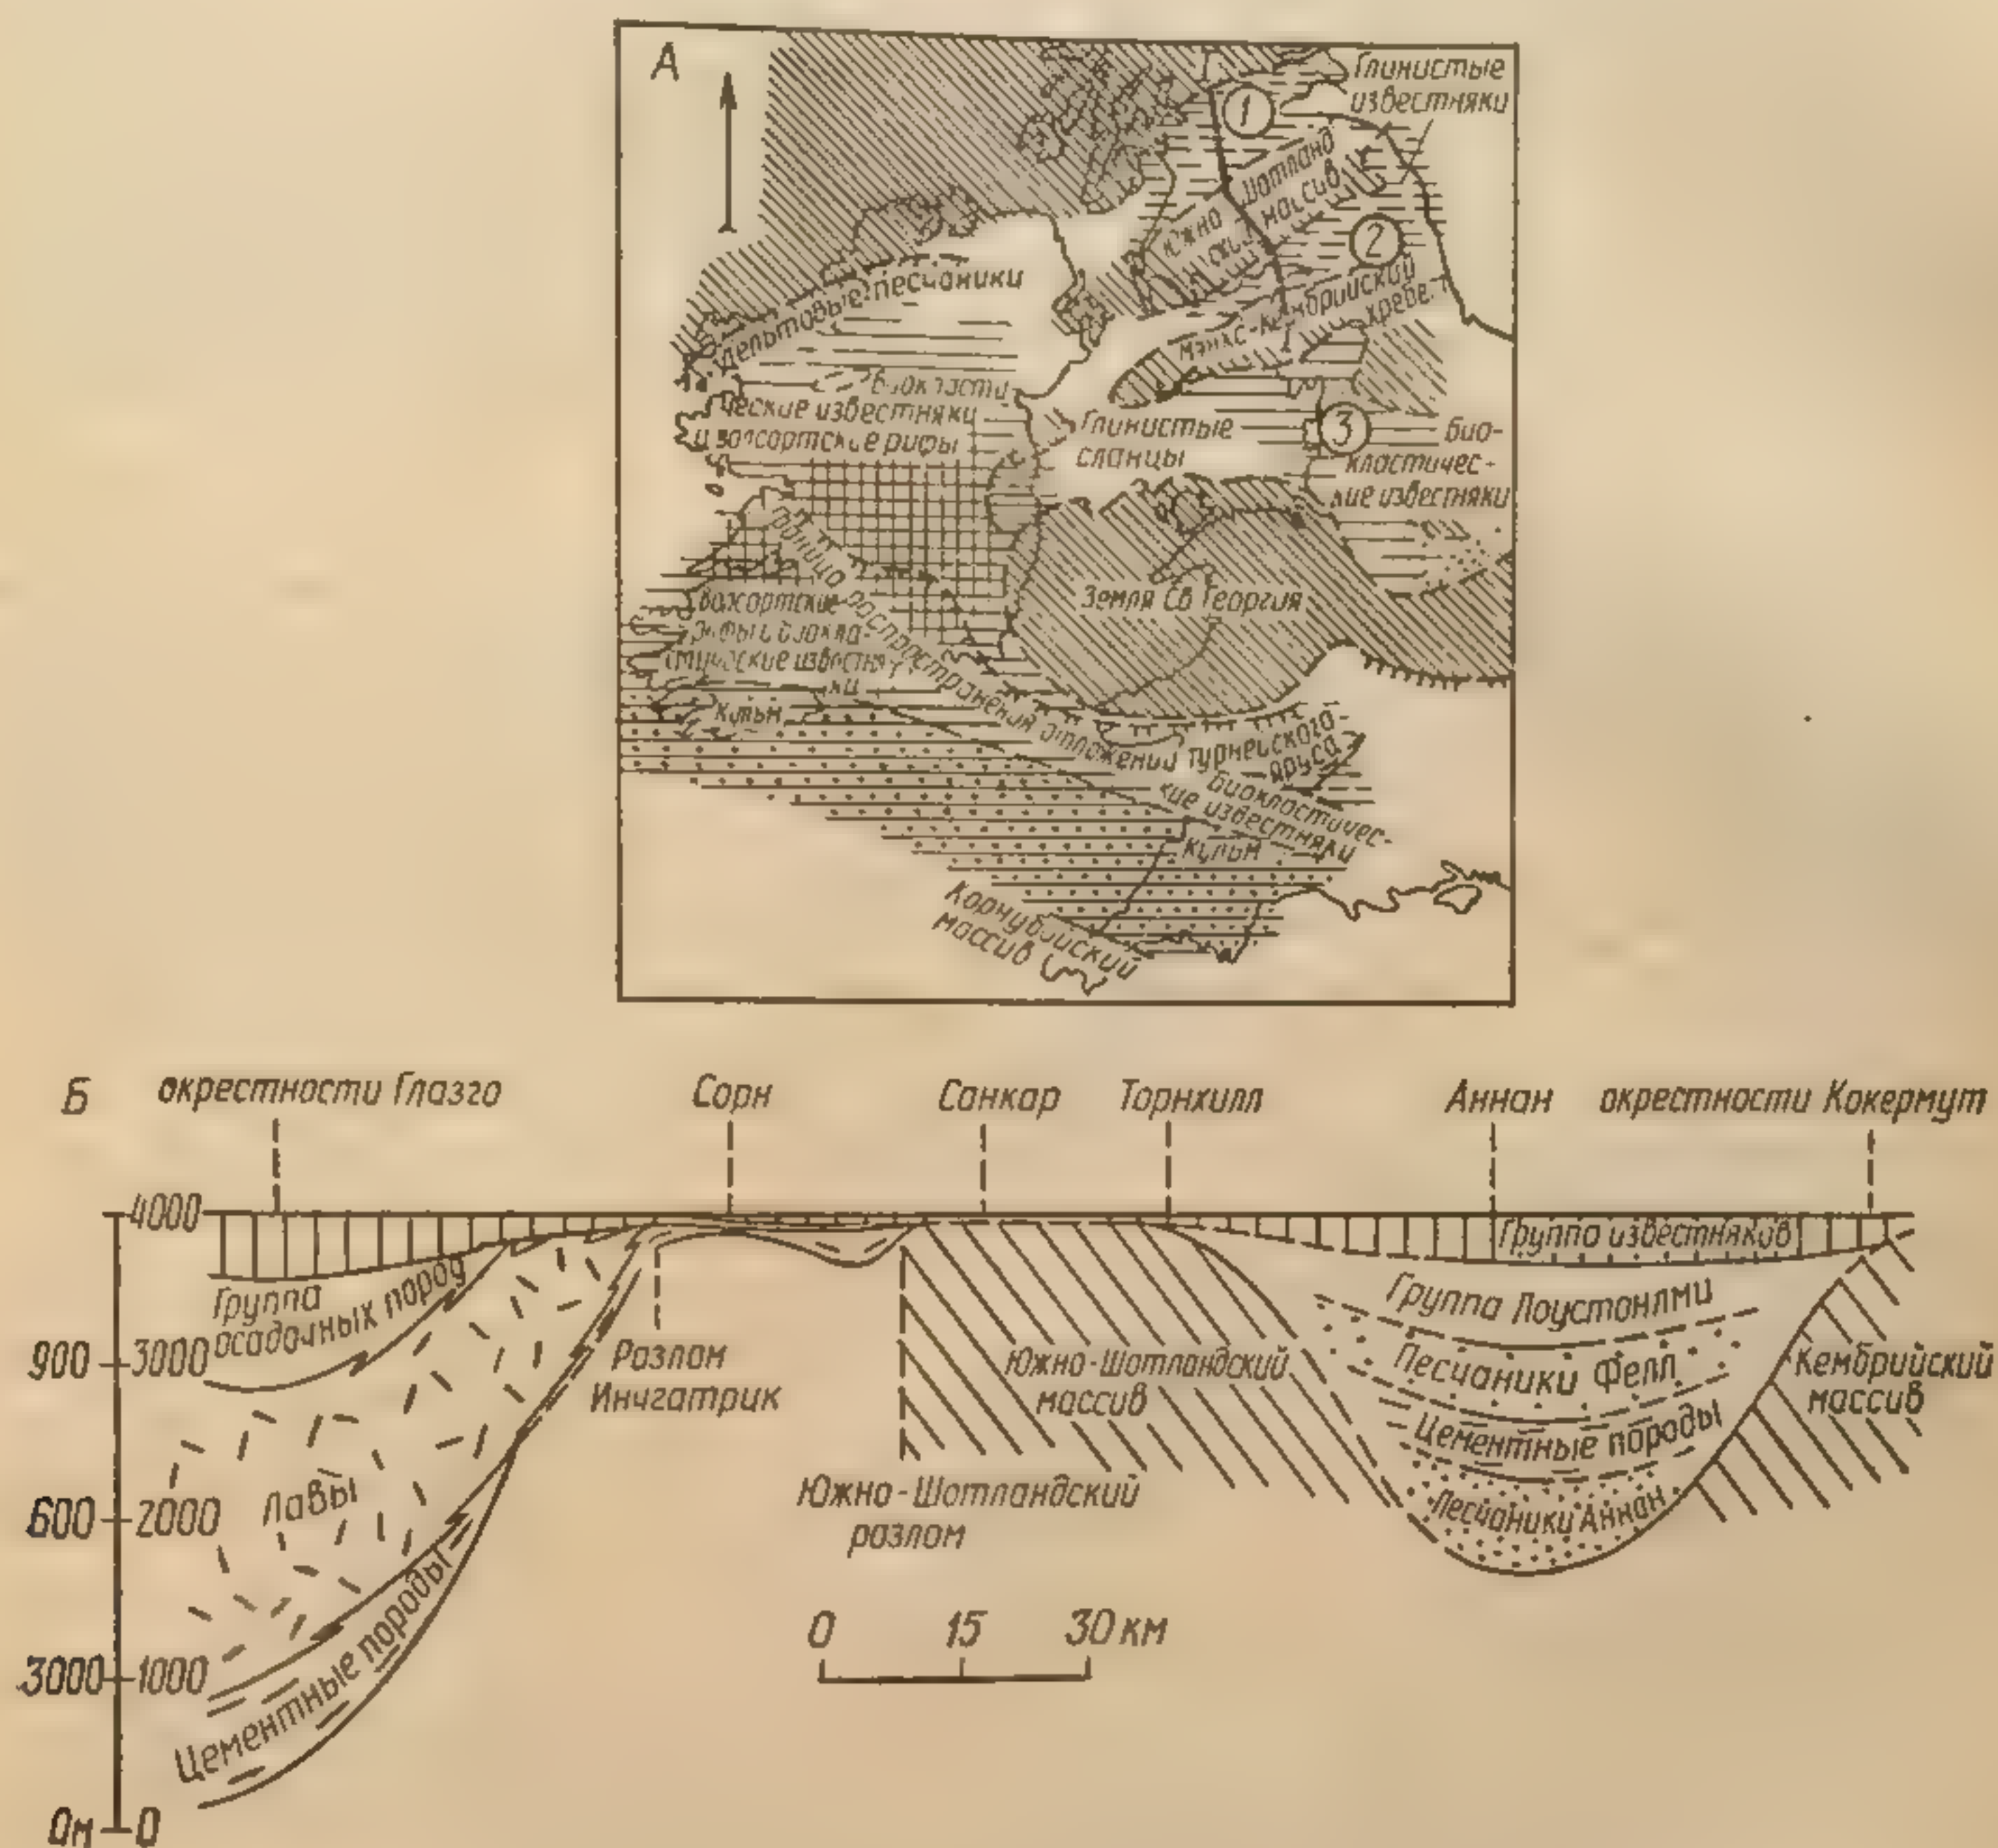 А
Глинистые
известняки
1
Шотланд
массив
Южно
ский
2
Дельтовые песчаники
Мэнкс-Кембрийский
хребет
Биокласти
ческие известняки
и волсортские рифы
Глинистые
сланцы
3
био-
кластичес-
кие известняки
Граница распространения отложений турнейского
яруса
Земля Св Георгия
волсортские
рифы и биокла-
стические известня-
ки
Кульм
Биокластичес-
кие известняки
Кульм
Корнубийский
массив
Б
окрестности Глазго
Сорн
Санкар
Торнхилл
Аннан
окрестности Кокермут
4000
Группа известняков
Группа
осадочных пород
Группа Лоустонлми
900
3000
Разлом
Инчгатрик
Южно-Шотландский
массив
Песчаники Фелл
Кембрийский
массив
Цементные породы
Лавы
600
2000
Южно-Шотландский
разлом
Песчаники Аннан
Цементные породы
0
15
30 км
3000
1000
0м
0